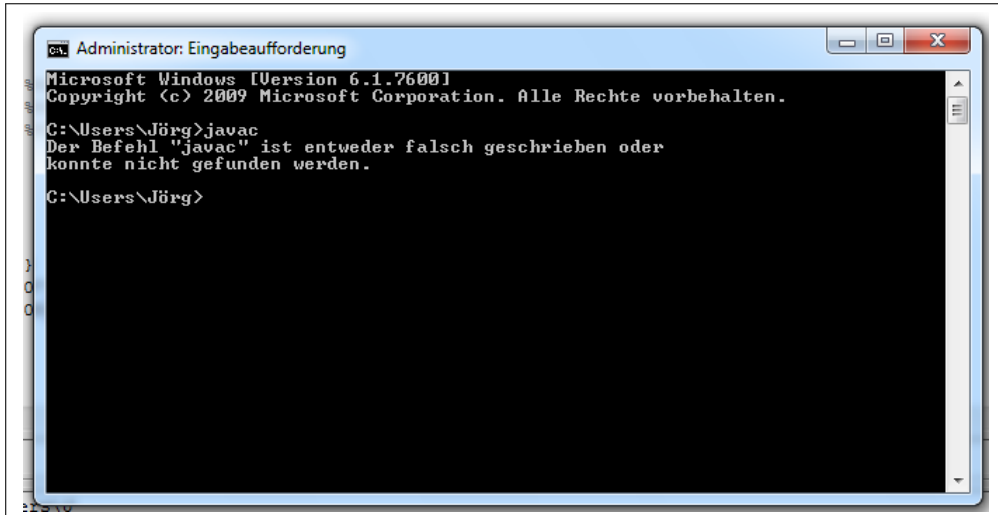 Administrator: Eingabeaufforderung
Microsoft Windows [Version 6.1.7600]
Copyright (c) 2009 Microsoft Corporation. Alle Rechte vorbehalten.
C:\Users\Jörg>javac
Der Befehl "javac" ist entweder falsch geschrieben oder
konnte nicht gefunden werden.
C:\Users\Jörg>